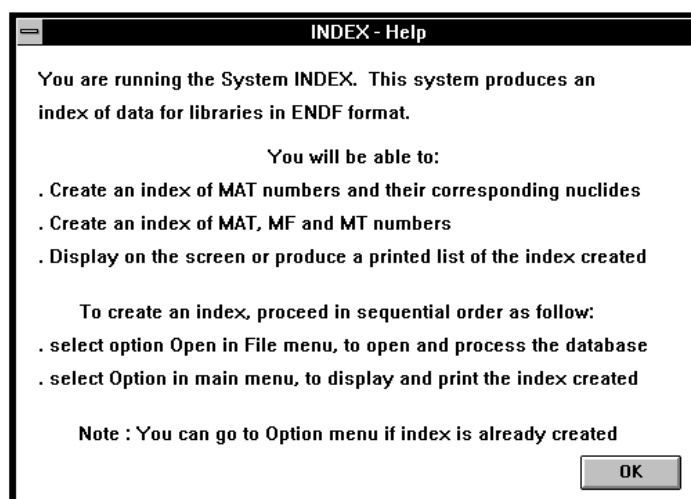 INDEX - Help
You are running the System INDEX. This system produces an
index of data for libraries in ENDF format.
You will be able to:
. Create an index of MAT numbers and their corresponding nuclides
. Create an index of MAT, MF and MT numbers
. Display on the screen or produce a printed list of the index created
To create an index, proceed in sequential order as follow:
. select option Open in File menu, to open and process the database
. select Option in main menu, to display and print the index created
Note : You can go to Option menu if index is already created
OK